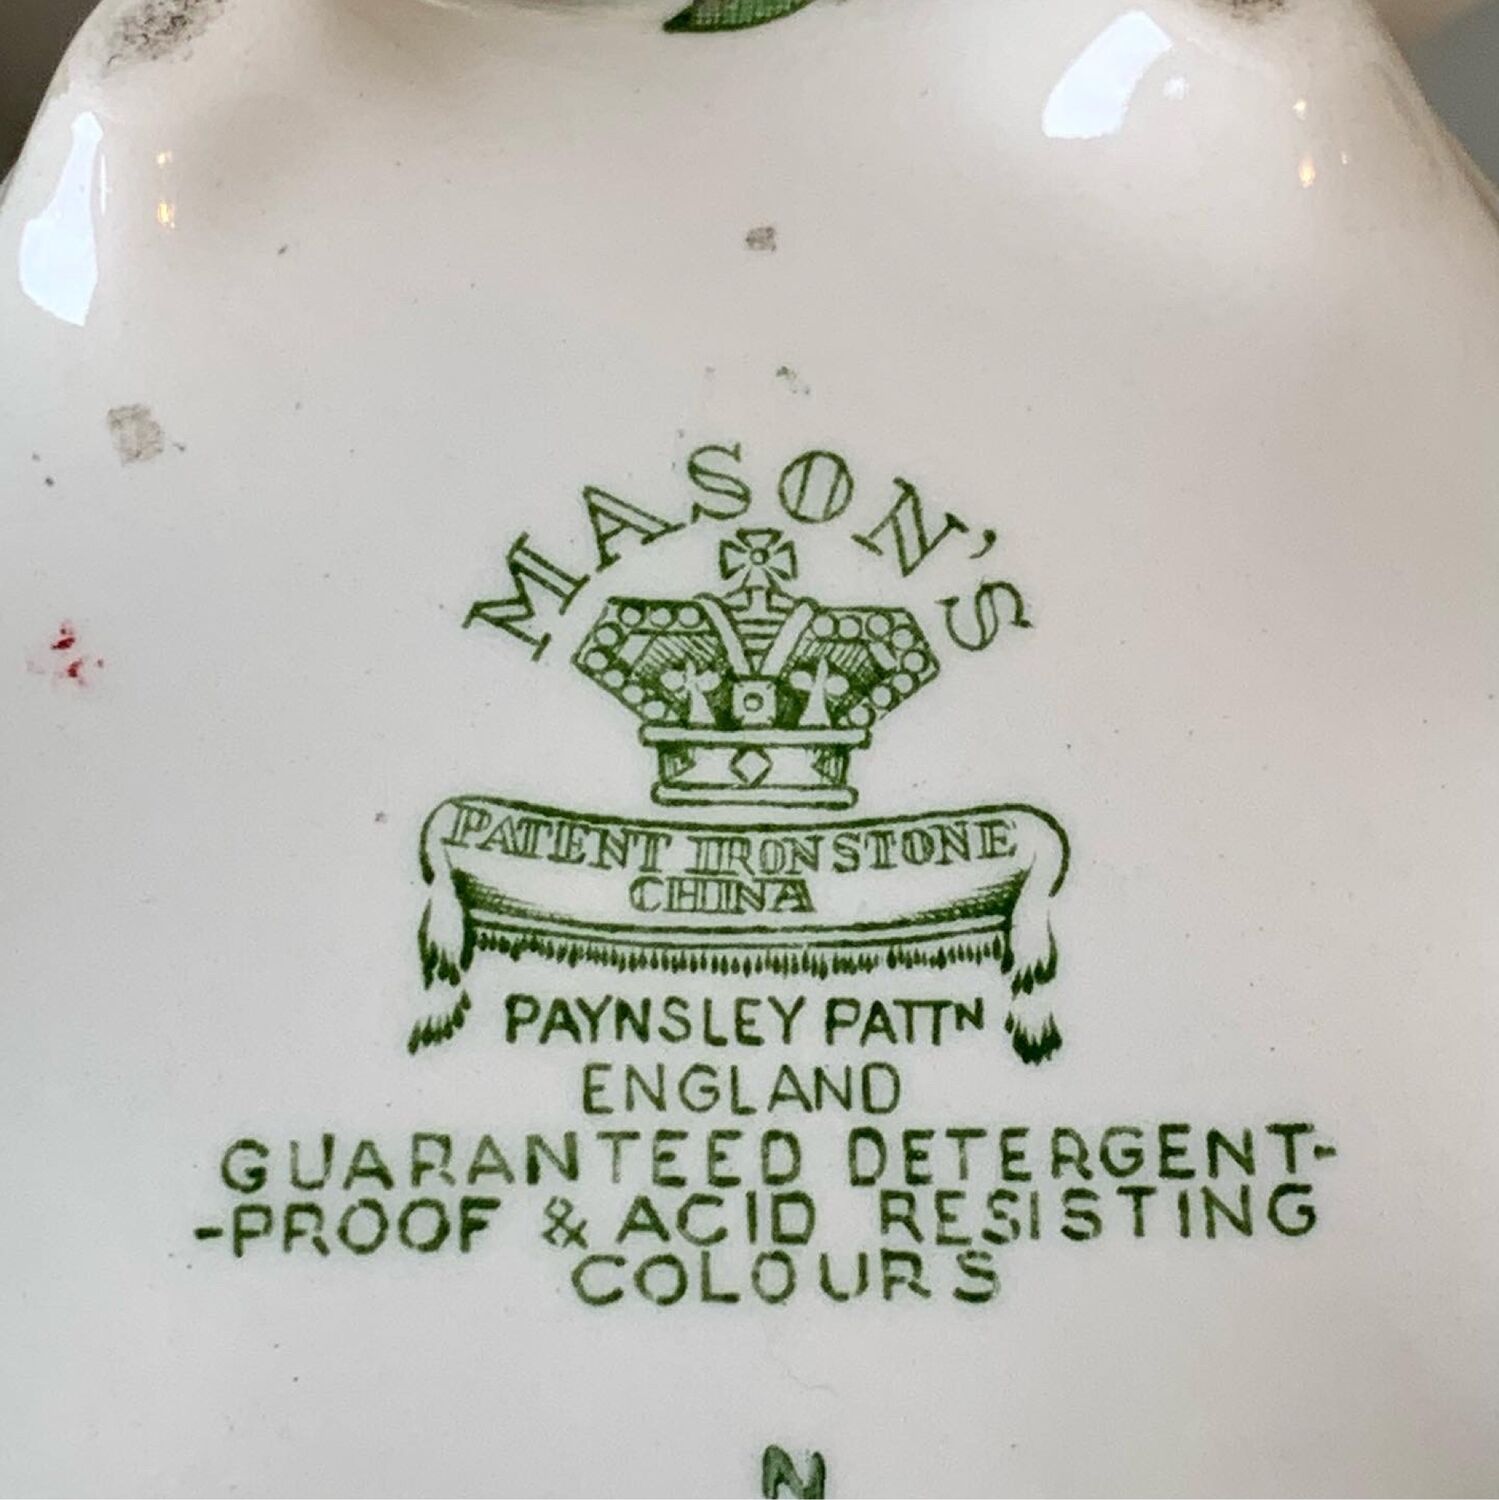 MASON'S
PATENT IRONSTONE
CHINA
PAYNSLEY PATTN
ENGLAND
GUARANTEED DETERGENT-
-PROOF & ACID RESISTING
COLOURS
N